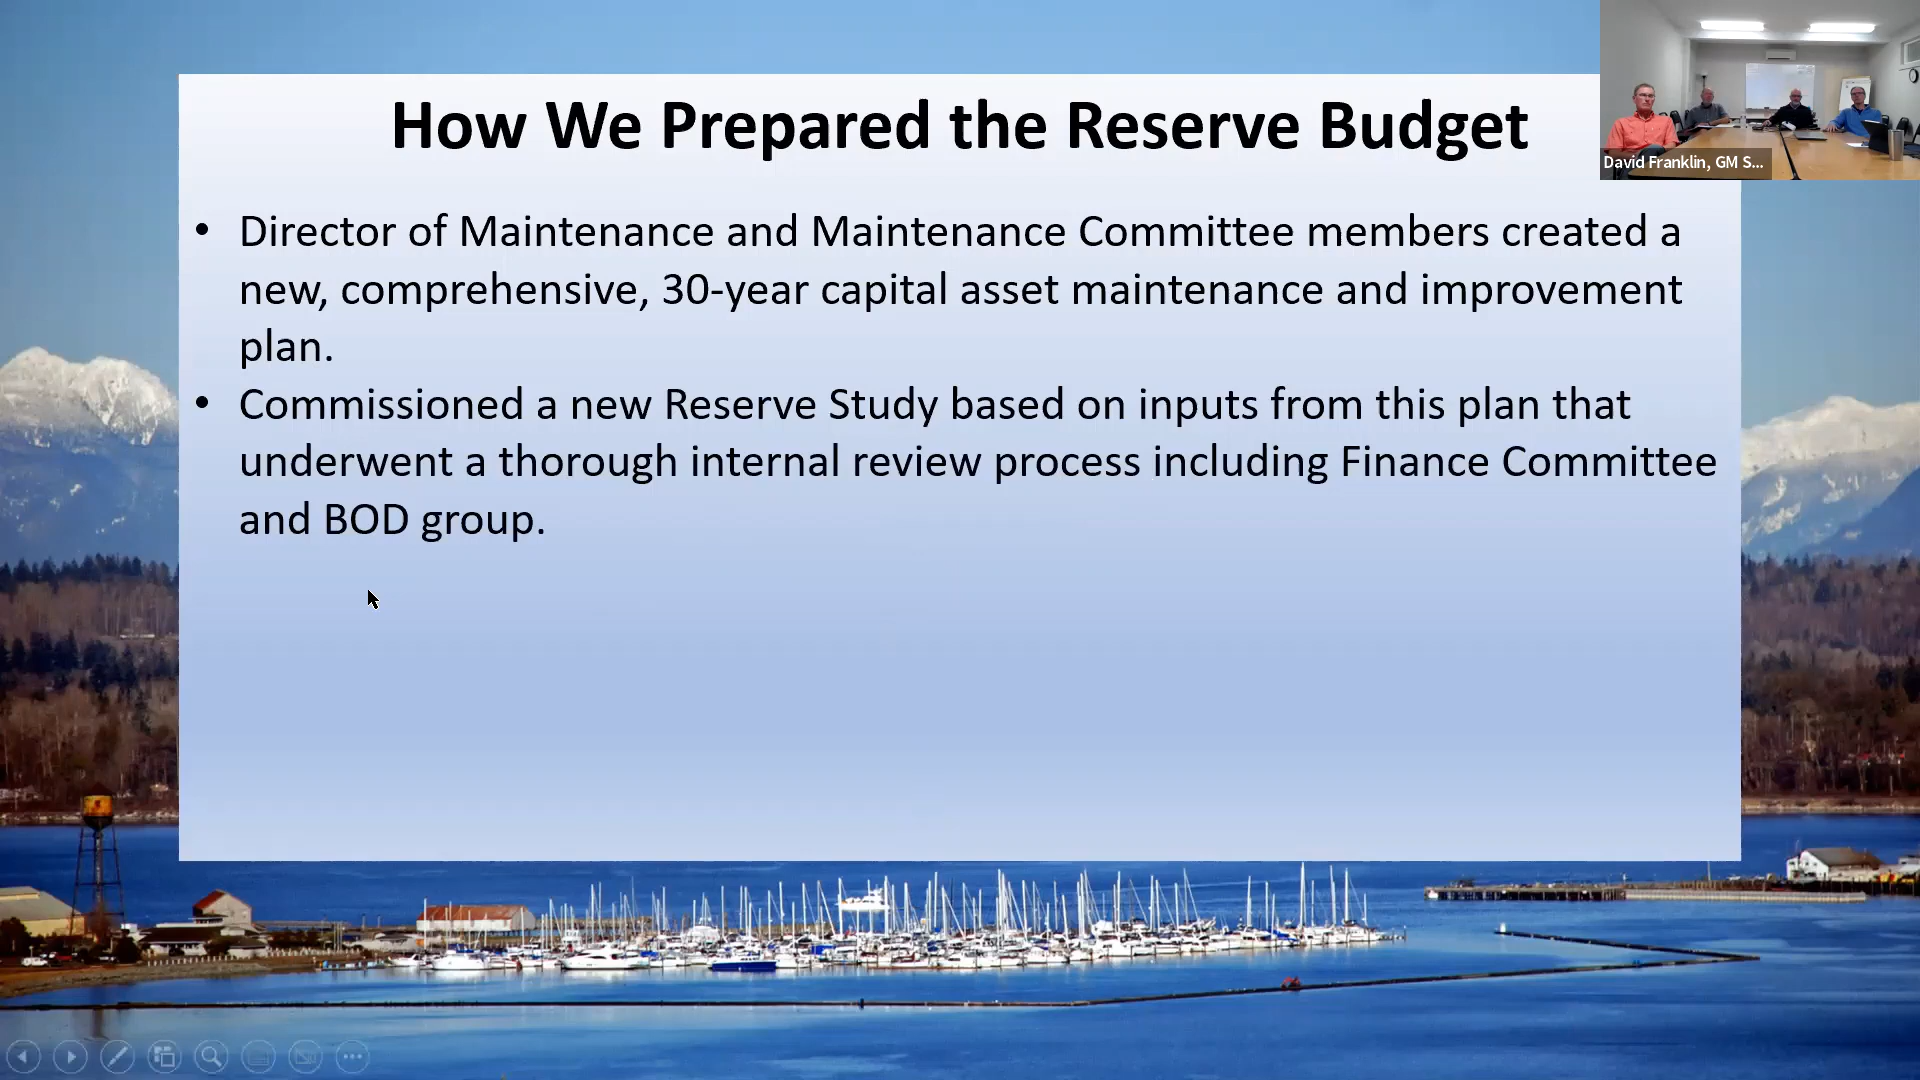 How We Prepared the Reserve Budget
David Franklin, GM S...
• Director of Maintenance and Maintenance Committee members created a
new, comprehensive, 30-year capital asset maintenance and improvement
plan.
• Commissioned a new Reserve Study based on inputs from this plan that
underwent a thorough internal review process including Finance Committee
and BOD group.